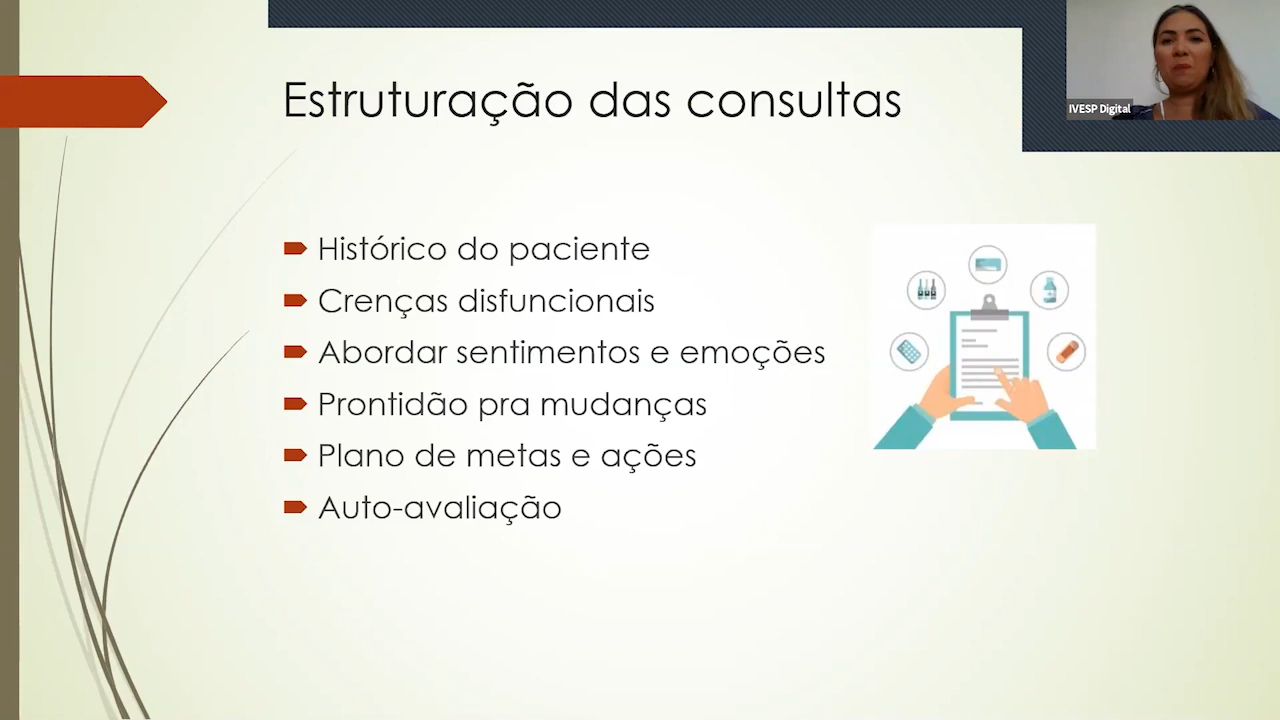 Estruturação das consultas
IVESP Digital
Histórico do paciente
Crenças disfuncionais
Abordar sentimentos e emoções
Prontidão pra mudanças
Plano de metas e ações
Auto-avaliação